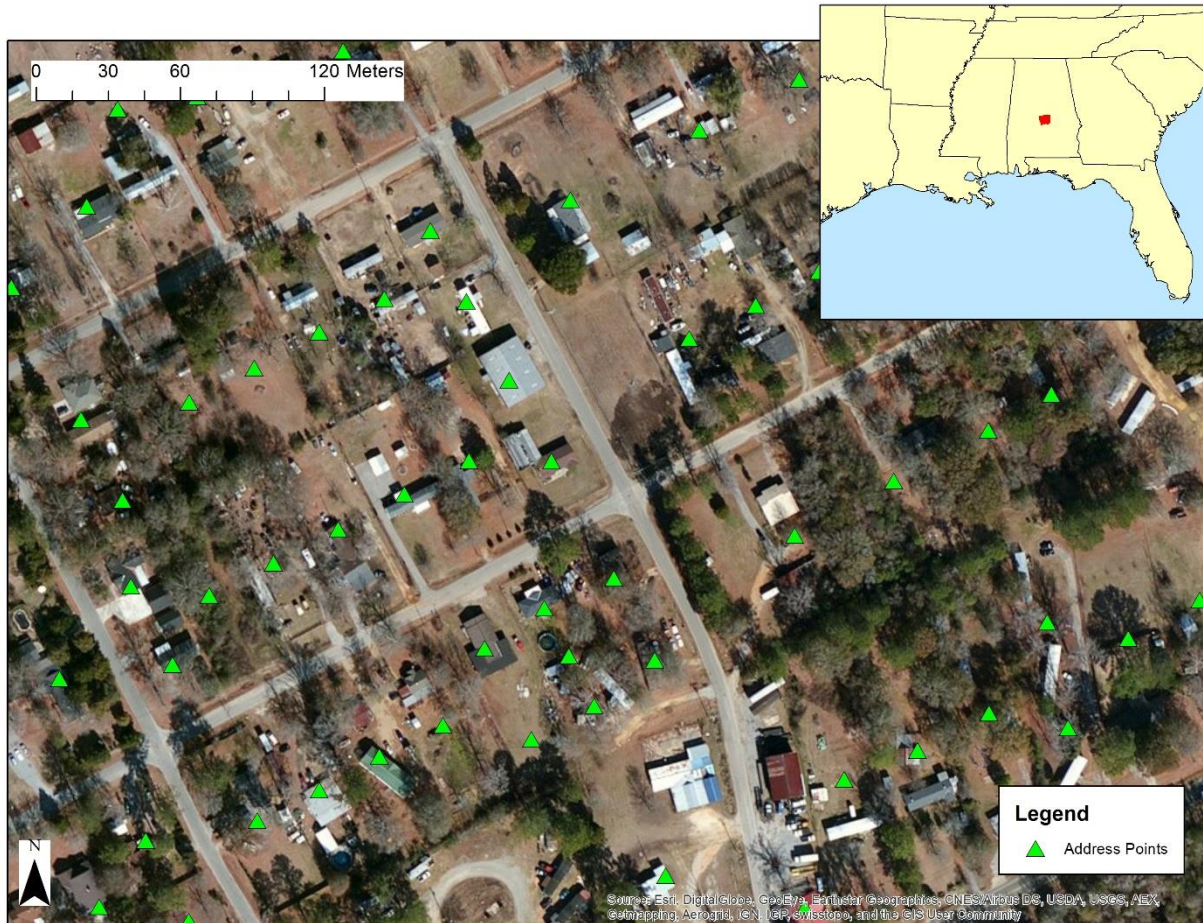 0 30 60 120 Meters
Legend
Address Points
N
Source: Esri, DigitalGlobe, GeoEye, Earthstar Geographics, CNES/Airbus DS, USDA, USGS, AEX,
Getmapping, Aerogrid, IGN, IGP, swisstopo, and the GIS User Community